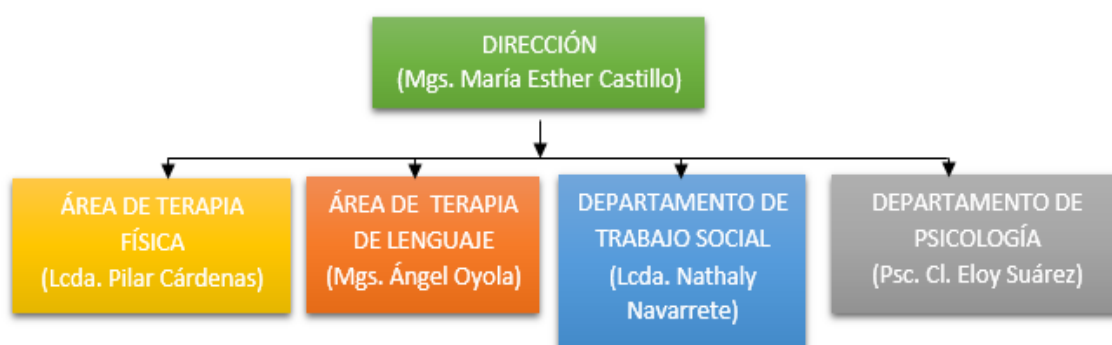 DIRECCIÓN
(Mgs. María Esther Castillo)
ÁREA DE TERAPIA
FÍSICA
(Lcda. Pilar Cárdenas)
ÁREA DE TERAPIA
DE LENGUAJE
(Mgs. Ángel Oyola)
DEPARTAMENTO DE
TRABAJO SOCIAL
(Lcda. Nathaly
Navarrete)
DEPARTAMENTO DE
PSICOLOGÍA
(Psc. Cl. Eloy Suárez)